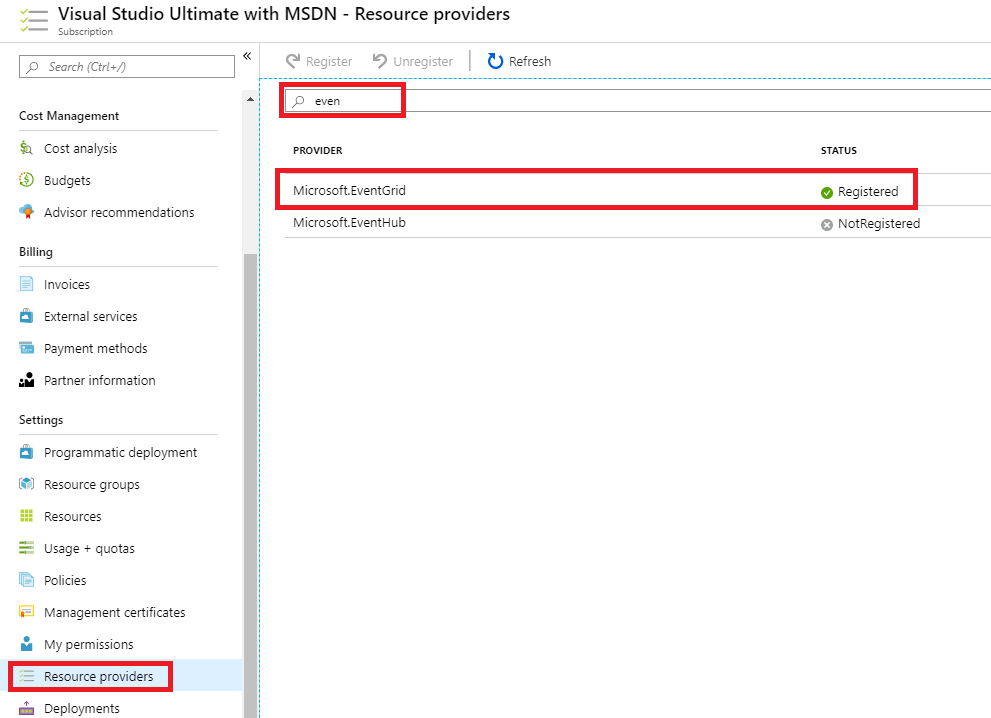 Visual Studio Ultimate with MSDN - Resource providers
Subscription
Search (Ctrl+/)
«
Register
Unregister
Refresh
even
Cost Management
Cost analysis
Budgets
Advisor recommendations
Billing
Invoices
External services
Payment methods
Partner information
Settings
Programmatic deployment
Resource groups
Resources
Usage + quotas
Policies
Management certificates
My permissions
Resource providers
Deployments
PROVIDER STATUS
Microsoft.EventGrid Registered
Microsoft.EventHub NotRegistered